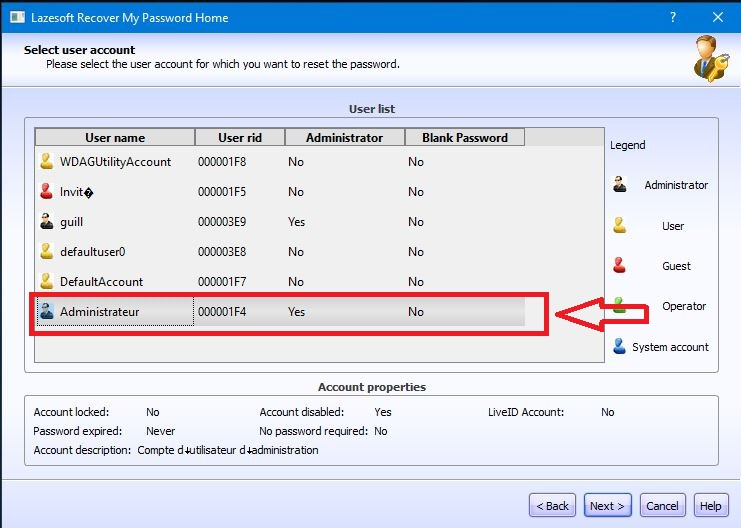 Lazesoft Recover My Password Home
Select user account
Please select the user account for which you want to reset the password.
User list
User name User rid Administrator Blank Password
WDAGUtilityAccount 000001F8 No No
Invit� 000001F5 No No
guill 000003E9 Yes No
defaultuser0 000003E8 No No
DefaultAccount 000001F7 No No
Administrateur 000001F4 Yes No
Legend
Administrator
User
Guest
Operator
System account
Account properties
Account locked: No Account disabled: Yes LiveID Account: No
Password expired: Never No password required: No
Account description: Compte d↓utilisateur d↓administration
< Back Next > Cancel Help